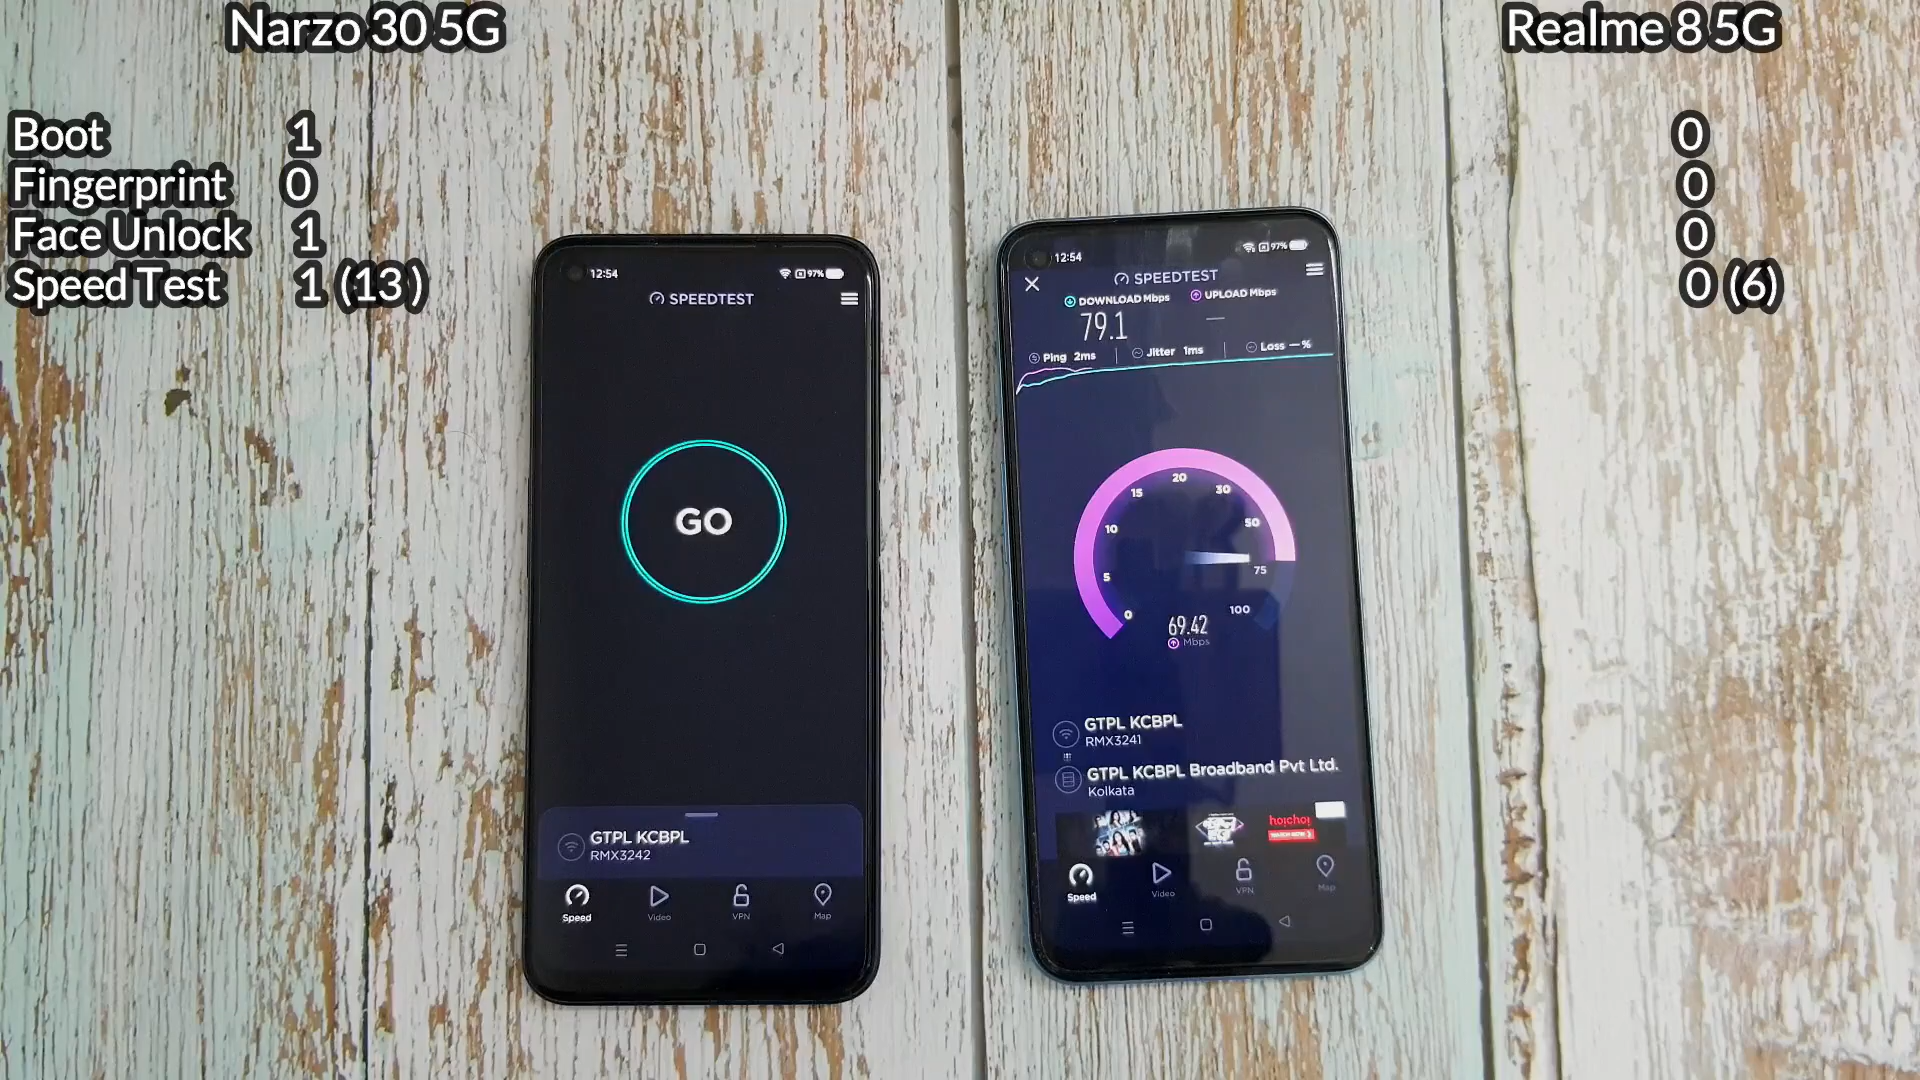 Narzo 30 5G
Realme 8 5G
Boot 1 0
Fingerprint 0 0
Face Unlock 1 0
Speed Test 1 (13) 0 (6)
12:54 97%
SPEEDTEST
GO
GTPL KCBPL
RMX3242
Speed Video VPN Map
12:54 97%
SPEEDTEST
DOWNLOAD Mbps UPLOAD Mbps
79.1 —
Ping 2ms Jitter 1ms Loss —%
0 5 10 15 20 30 50 75 100
69.42
Mbps
GTPL KCBPL
RMX3241
GTPL KCBPL Broadband Pvt Ltd.
Kolkata
hoichoi
Speed Video VPN Map